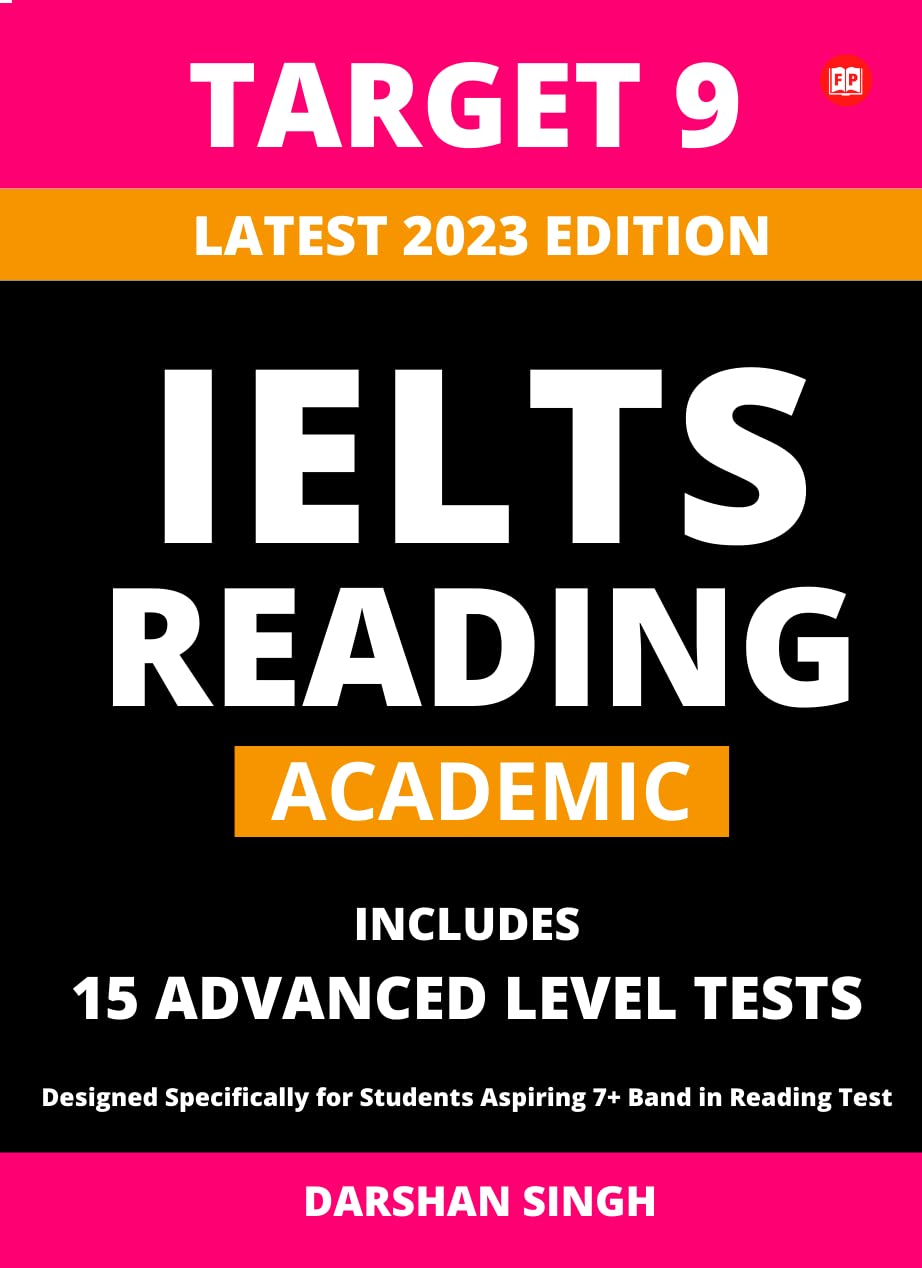 TARGET 9
FP
LATEST 2023 EDITION
IELTS
READING
ACADEMIC
INCLUDES
15 ADVANCED LEVEL TESTS
Designed Specifically for Students Aspiring 7+ Band in Reading Test
DARSHAN SINGH